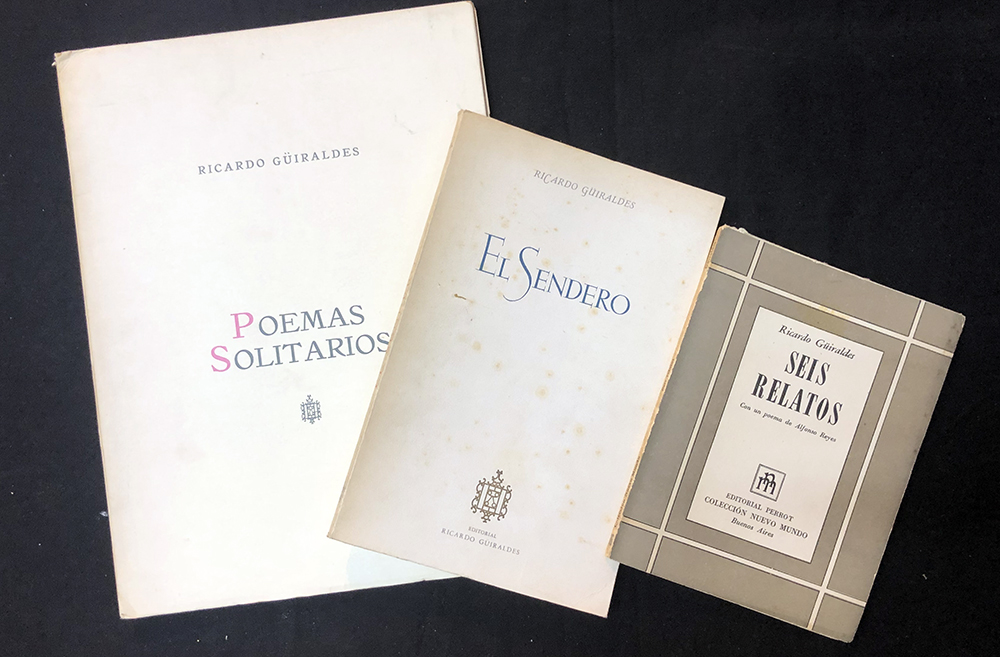 RICARDO GÜIRALDES
POEMAS
SOLITARIOS
RICARDO GÜIRALDES
EL SENDERO
EDITORIAL
RICARDO GÜIRALDES
Ricardo Güiraldes
SEIS
RELATOS
Con un poema de Alfonso Reyes
EDITORIAL PERROT
COLECCIÓN NUEVO MUNDO
Buenos Aires